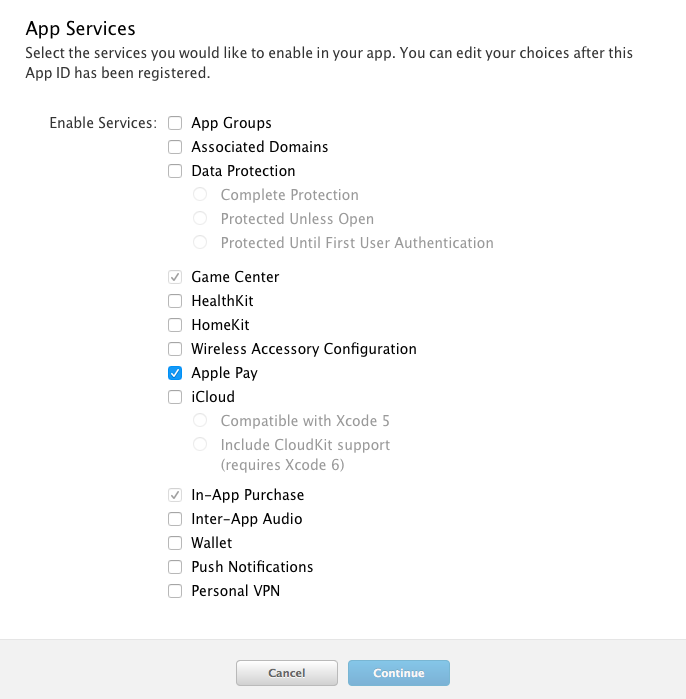 App Services
Select the services you would like to enable in your app. You can edit your choices after this
App ID has been registered.
Enable Services:
App Groups
Associated Domains
Data Protection
Complete Protection
Protected Unless Open
Protected Until First User Authentication
Game Center
HealthKit
HomeKit
Wireless Accessory Configuration
Apple Pay
iCloud
Compatible with Xcode 5
Include CloudKit support
(requires Xcode 6)
In-App Purchase
Inter-App Audio
Wallet
Push Notifications
Personal VPN
Cancel
Continue